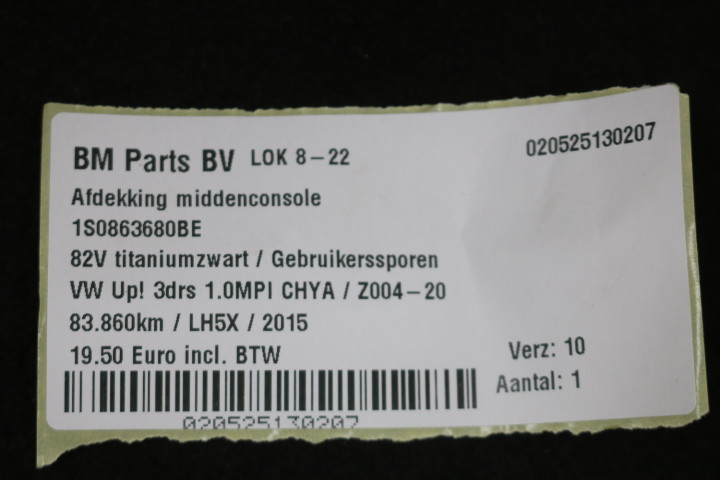 BM Parts BV LOK 8-22 020525130207
Afdekking middenconsole
1S0863680BE
82V titaniumzwart / Gebruikerssporen
VW Up! 3drs 1.0MPI CHYA / Z004-20
83.860km / LH5X / 2015
19.50 Euro incl. BTW Verz: 10
Aantal: 1
020525130207